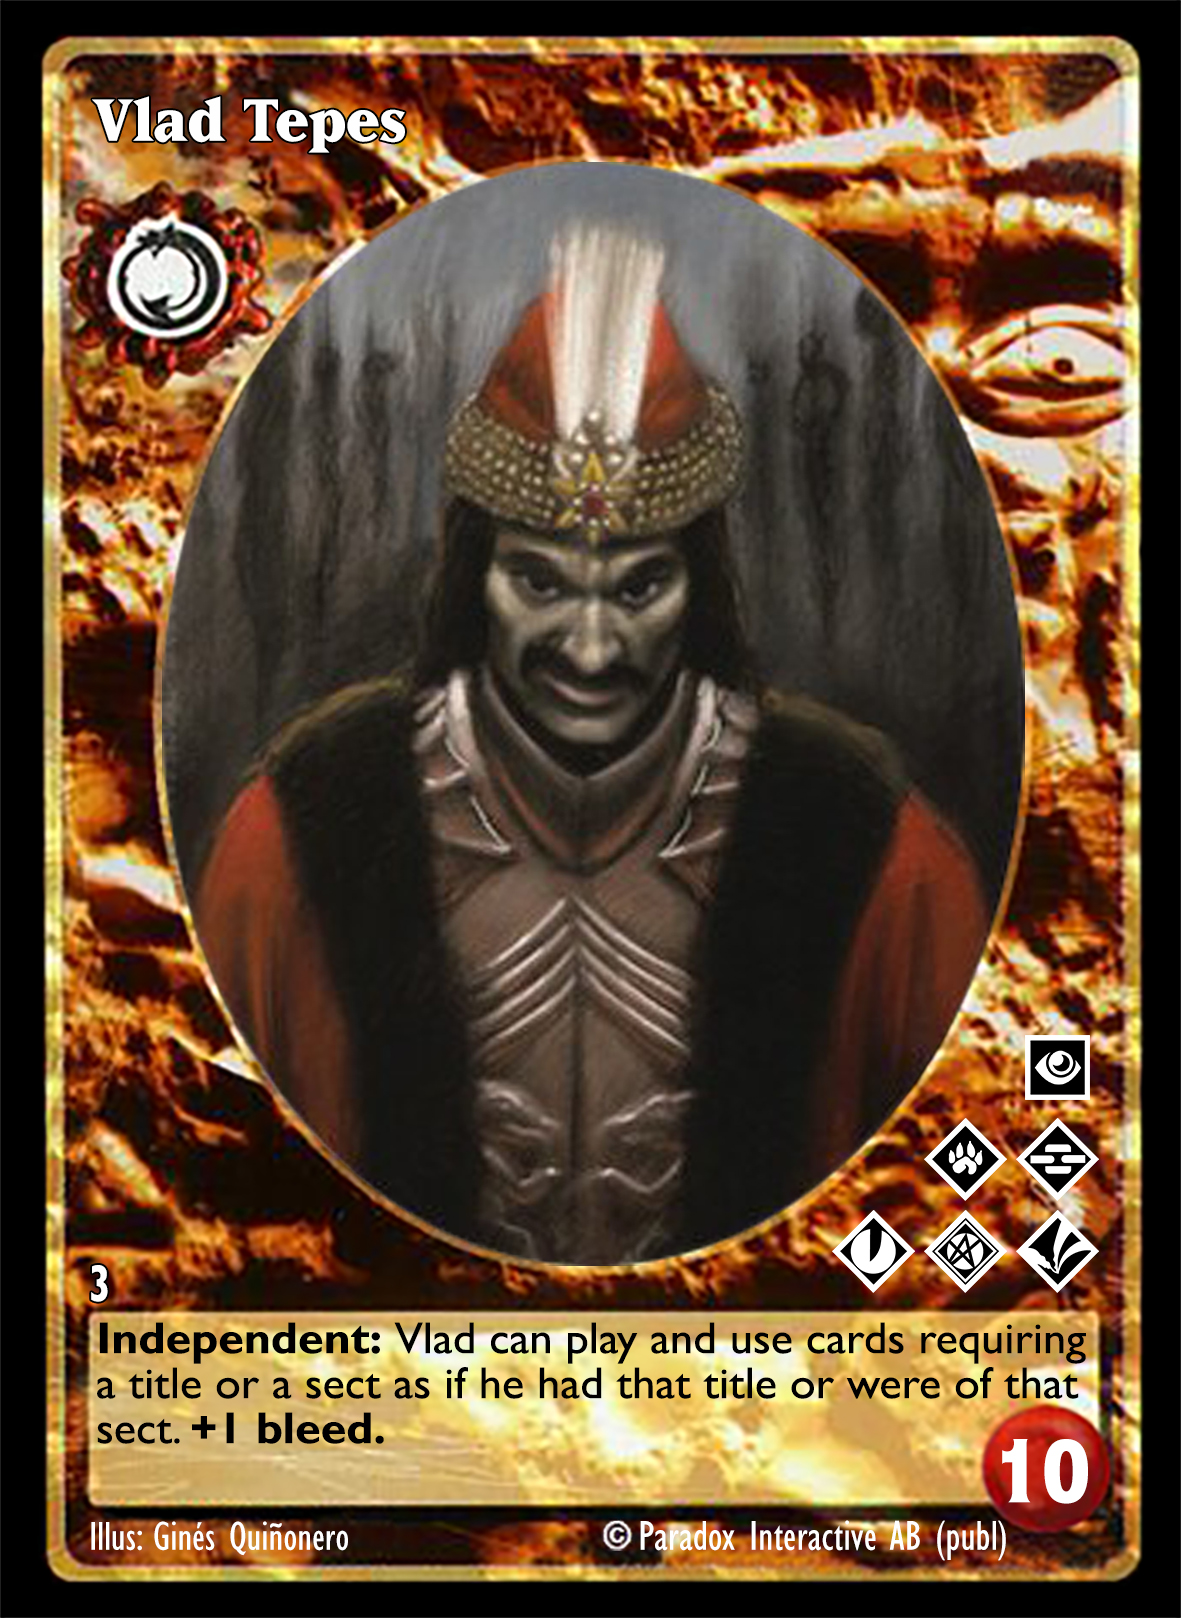 Vlad Tepes
3
Independent: Vlad can play and use cards requiring
a title or a sect as if he had that title or were of that
sect. +1 bleed.
10
Illus: Ginés Quiñonero
© Paradox Interactive AB (publ)